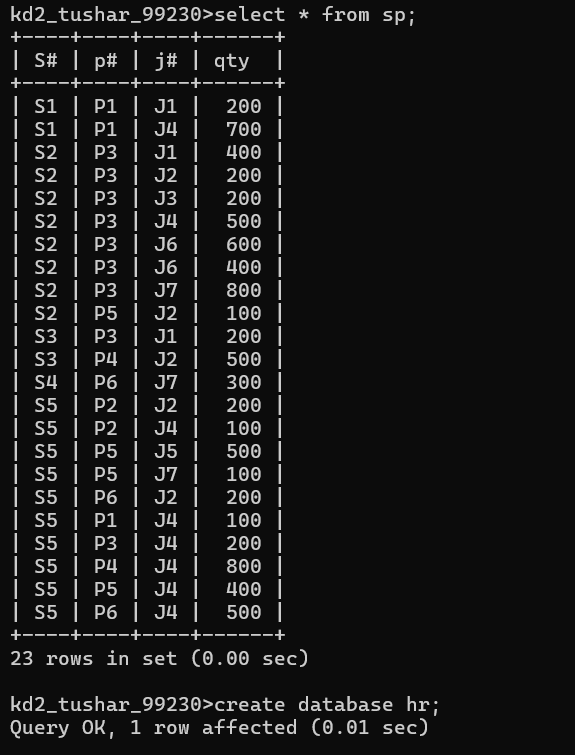 kd2_tushar_99230>select * from sp;
+----+----+----+------+
| S# | p# | j# | qty  |
+----+----+----+------+
| S1 | P1 | J1 |  200 |
| S1 | P1 | J4 |  700 |
| S2 | P3 | J1 |  400 |
| S2 | P3 | J2 |  200 |
| S2 | P3 | J3 |  200 |
| S2 | P3 | J4 |  500 |
| S2 | P3 | J6 |  600 |
| S2 | P3 | J6 |  400 |
| S2 | P3 | J7 |  800 |
| S2 | P5 | J2 |  100 |
| S3 | P3 | J1 |  200 |
| S3 | P4 | J2 |  500 |
| S4 | P6 | J7 |  300 |
| S5 | P2 | J2 |  200 |
| S5 | P2 | J4 |  100 |
| S5 | P5 | J5 |  500 |
| S5 | P5 | J7 |  100 |
| S5 | P6 | J2 |  200 |
| S5 | P1 | J4 |  100 |
| S5 | P3 | J4 |  200 |
| S5 | P4 | J4 |  800 |
| S5 | P5 | J4 |  400 |
| S5 | P6 | J4 |  500 |
+----+----+----+------+
23 rows in set (0.00 sec)

kd2_tushar_99230>create database hr;
Query OK, 1 row affected (0.01 sec)